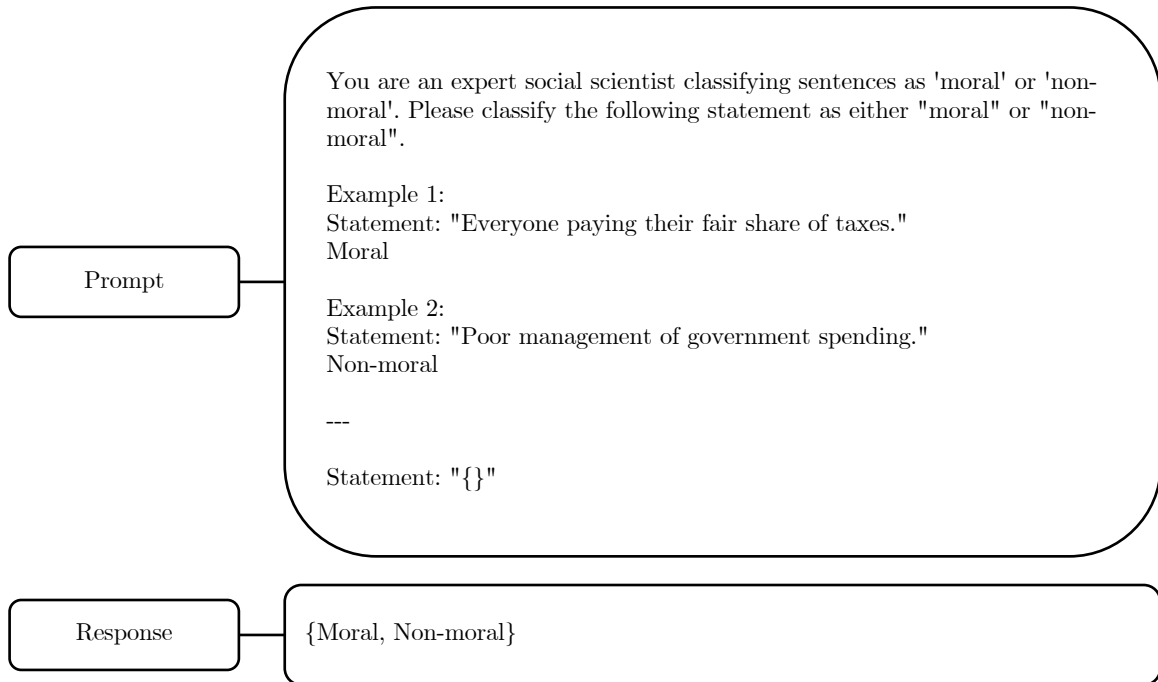 You are an expert social scientist classifying sentences as 'moral' or 'non-
moral'. Please classify the following statement as either "moral" or "non-
moral".
Example 1:
Statement: "Everyone paying their fair share of taxes."
Moral
Prompt
Example 2:
Statement: "Poor management of government spending."
Non-moral
---
Statement: "{}"
Response
{Moral, Non-moral}